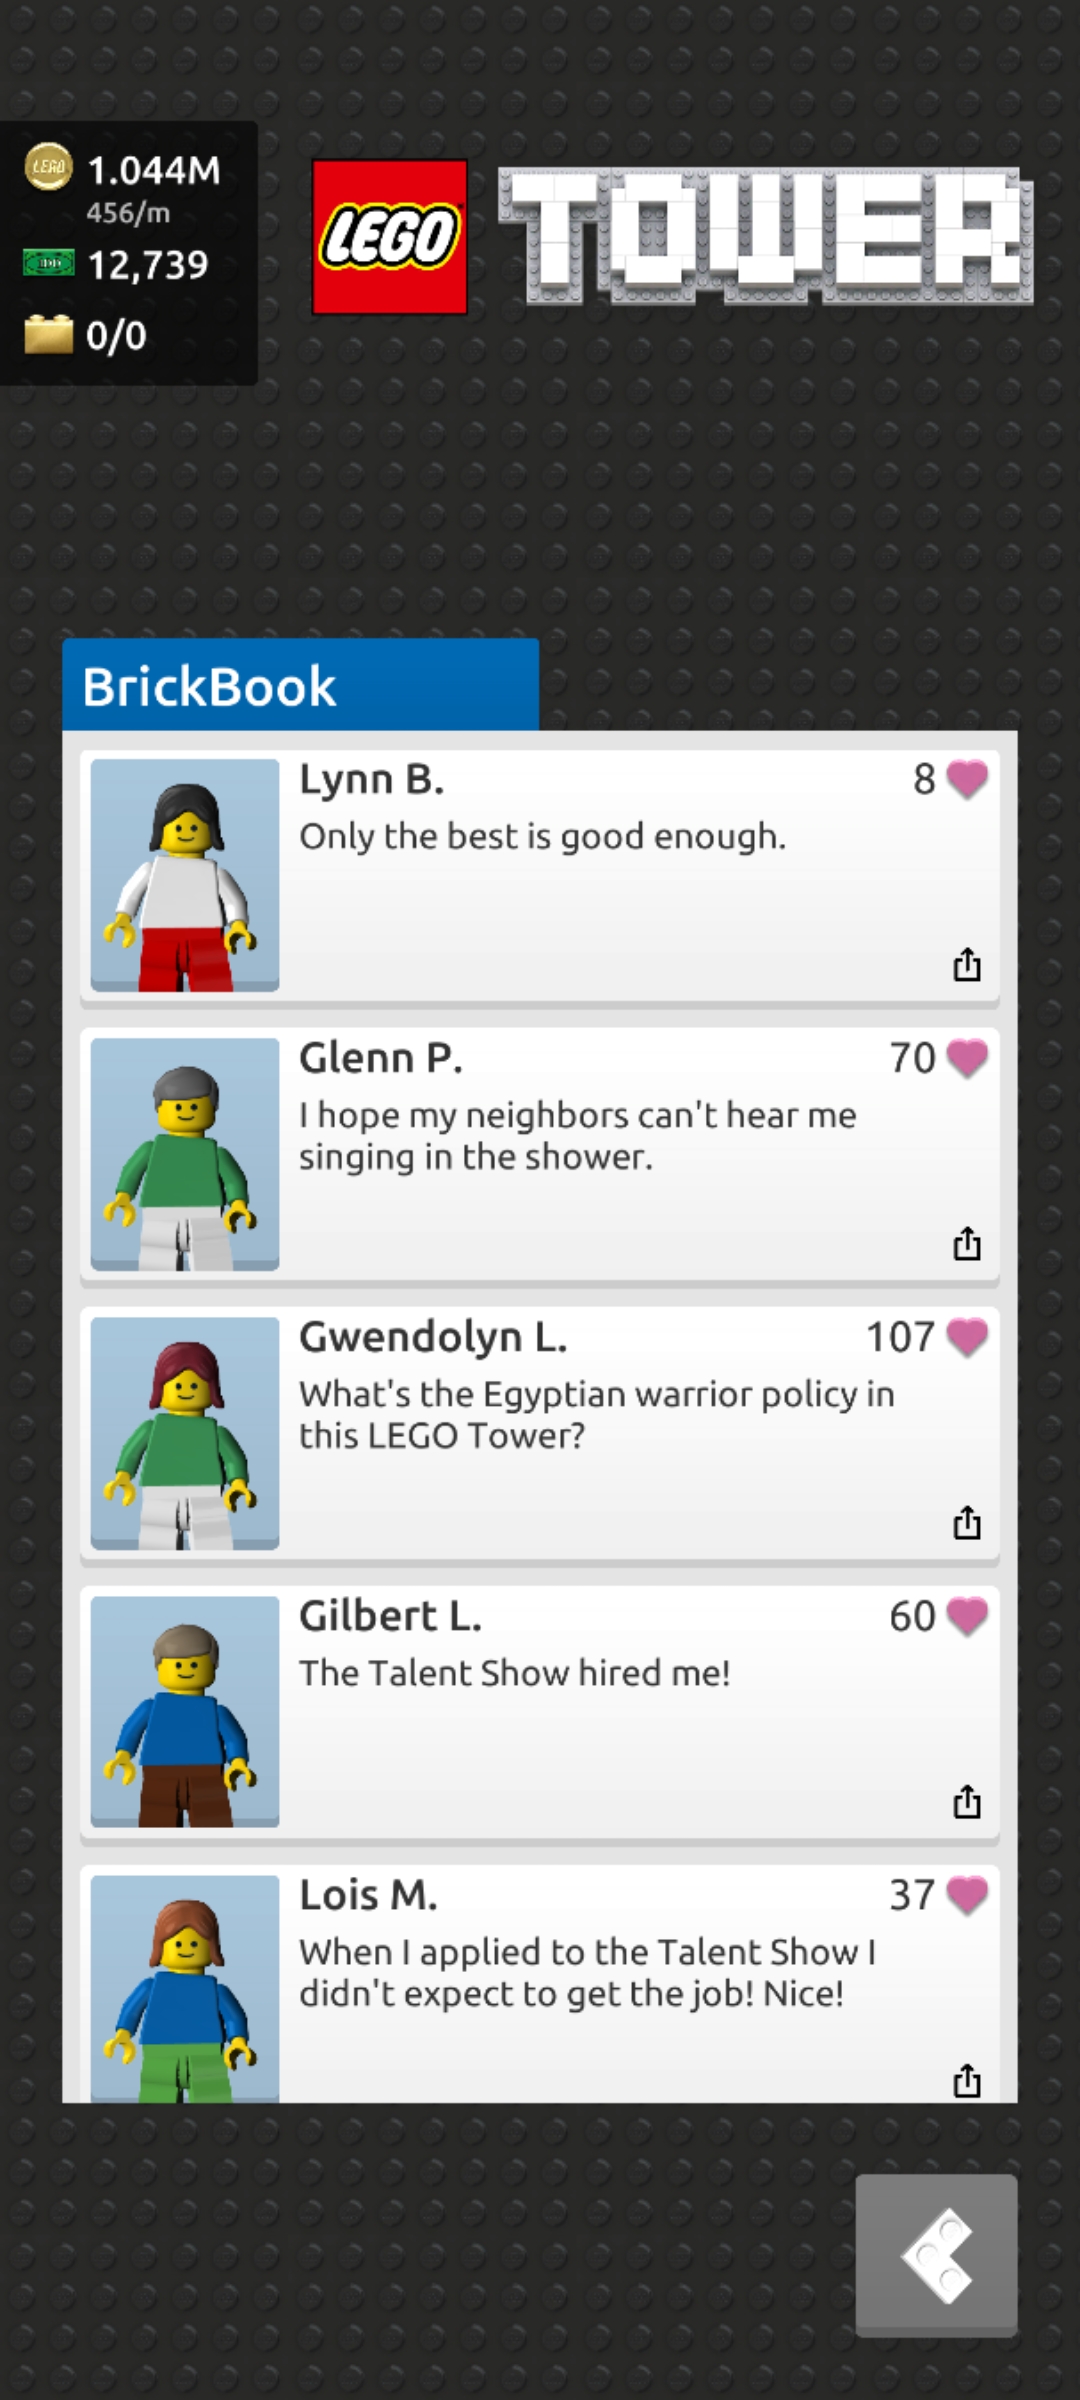 LEGO
1.044M
456/m
12,739
0/0
LEGO
TOWER
BrickBook
Lynn B.
8
Only the best is good enough.
Glenn P.
70
I hope my neighbors can't hear me
singing in the shower.
Gwendolyn L.
107
What's the Egyptian warrior policy in
this LEGO Tower?
Gilbert L.
60
The Talent Show hired me!
Lois M.
37
When I applied to the Talent Show I
didn't expect to get the job! Nice!